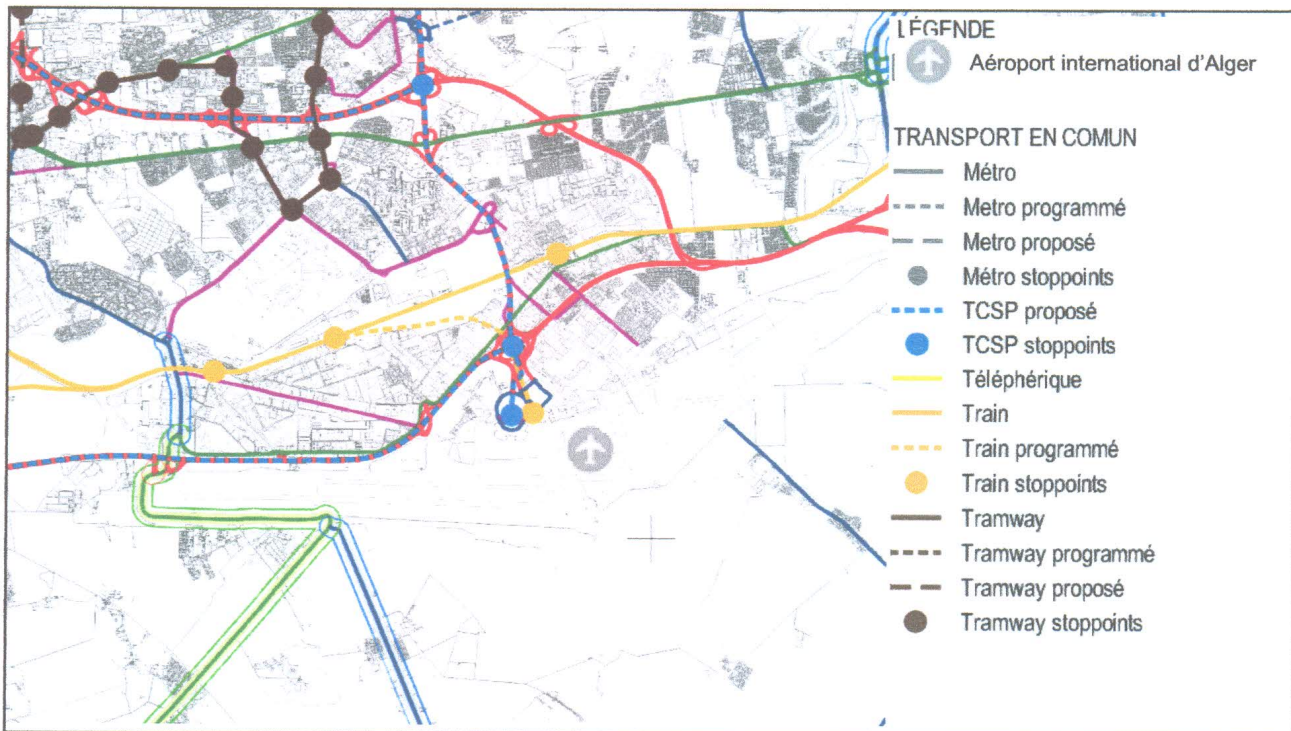 LÉGENDE
Aéroport international d'Alger
TRANSPORT EN COMUN
Métro
Metro programmé
Metro proposé
Métro stoppoints
TCSP proposé
TCSP stoppoints
Téléphérique
Train
Train programmé
Train stoppoints
Tramway
Tramway programmé
Tramway proposé
Tramway stoppoints